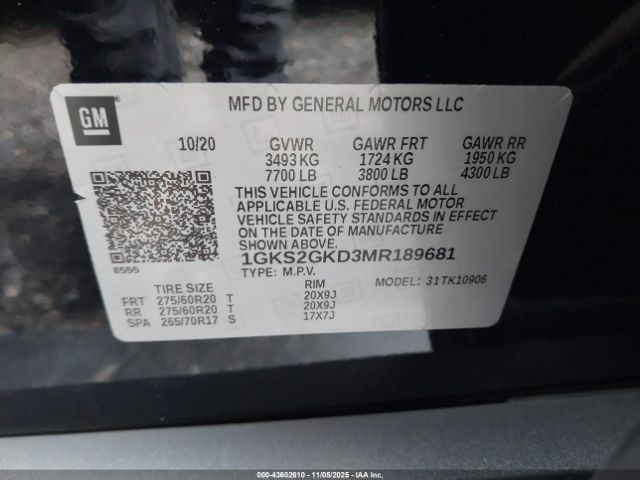 GM
MFD BY GENERAL MOTORS LLC
10/20 GVWR GAWR FRT GAWR RR
3493 KG 1724 KG 1950 KG
7700 LB 3800 LB 4300 LB
THIS VEHICLE CONFORMS TO ALL
APPLICABLE U.S. FEDERAL MOTOR
VEHICLE SAFETY STANDARDS IN EFFECT
ON THE DATE OF MANUFACTURE
SHOWN ABOVE.
8555
1GKS2GKD3MR189681
TYPE: M.P.V. MODEL: 31TK10906
TIRE SIZE RIM
FRT 275/60R20 T 20X9J
RR 275/60R20 T 20X9J
SPA 265/70R17 S 17X7J
000-43602610 - 11/05/2025 - IAAI.COM